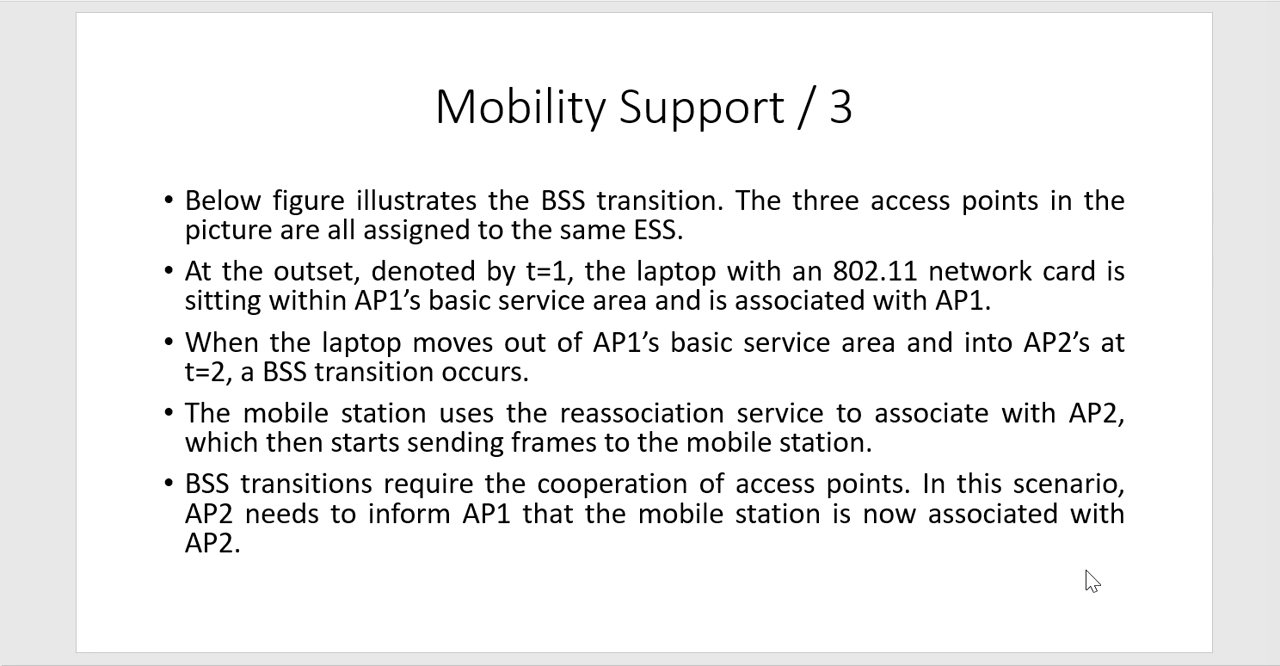 Mobility Support / 3
• Below figure illustrates the BSS transition. The three access points in the
picture are all assigned to the same ESS.
• At the outset, denoted by t=1, the laptop with an 802.11 network card is
sitting within AP1’s basic service area and is associated with AP1.
• When the laptop moves out of AP1’s basic service area and into AP2’s at
t=2, a BSS transition occurs.
• The mobile station uses the reassociation service to associate with AP2,
which then starts sending frames to the mobile station.
• BSS transitions require the cooperation of access points. In this scenario,
AP2 needs to inform AP1 that the mobile station is now associated with
AP2.